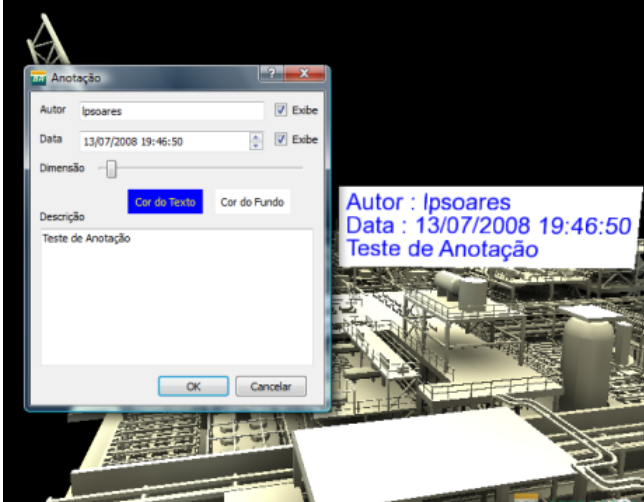 Anotação
Autor
lpsoares
Exibe
Data
13/07/2008 19:46:50
Exibe
Dimensão
Cor do Texto
Cor do Fundo
Descrição
Teste de Anotação
OK
Cancelar
Autor : lpsoares
Data : 13/07/2008 19:46:50
Teste de Anotação